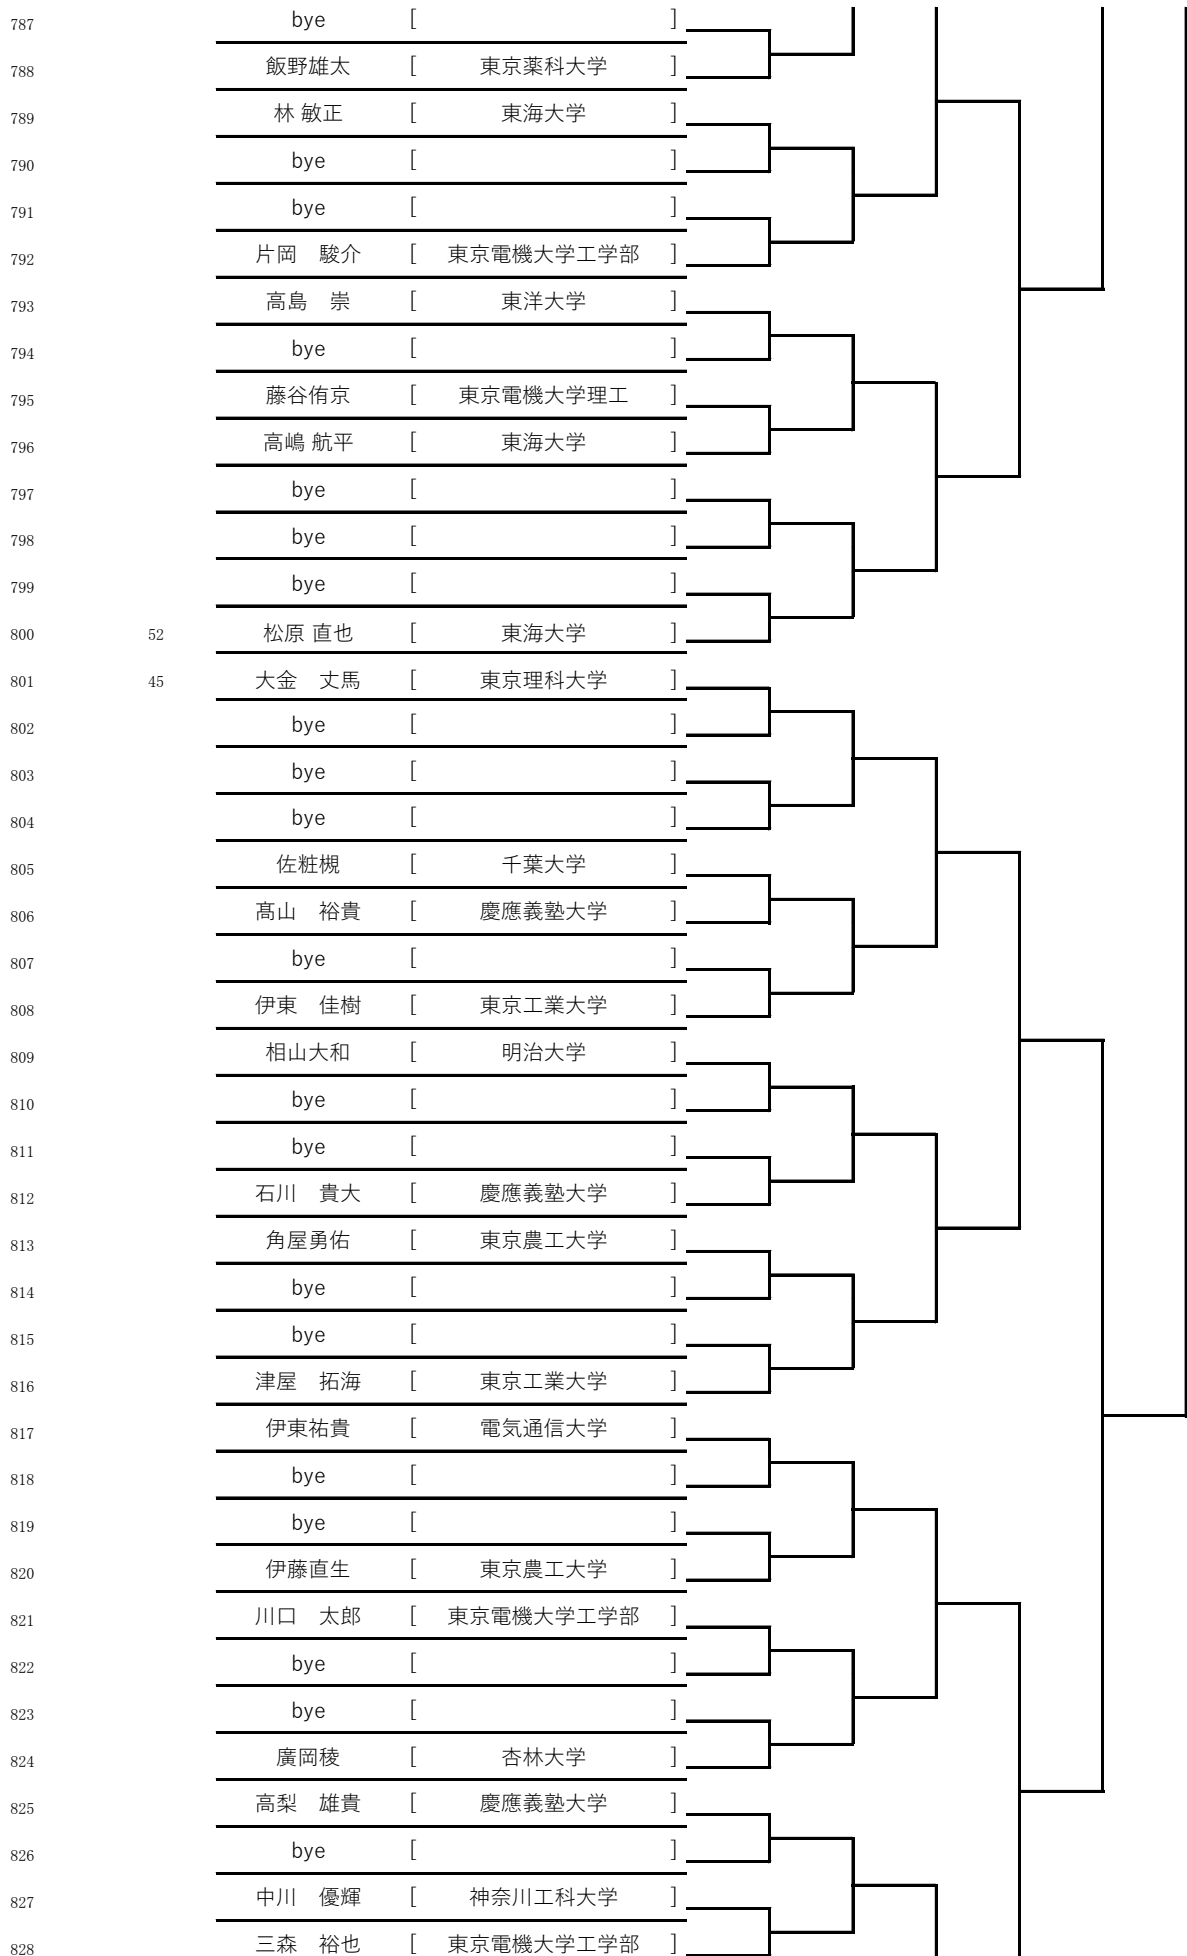 787 bye [ ]
788 飯野雄太 [ 東京薬科大学 ]
789 林 敏正 [ 東海大学 ]
790 bye [ ]
791 bye [ ]
792 片岡　駿介 [ 東京電機大学工学部 ]
793 高島　崇 [ 東洋大学 ]
794 bye [ ]
795 藤谷侑京 [ 東京電機大学理工 ]
796 高嶋 航平 [ 東海大学 ]
797 bye [ ]
798 bye [ ]
799 bye [ ]
800 52 松原 直也 [ 東海大学 ]
801 45 大金　丈馬 [ 東京理科大学 ]
802 bye [ ]
803 bye [ ]
804 bye [ ]
805 佐粧槻 [ 千葉大学 ]
806 髙山　裕貴 [ 慶應義塾大学 ]
807 bye [ ]
808 伊東　佳樹 [ 東京工業大学 ]
809 相山大和 [ 明治大学 ]
810 bye [ ]
811 bye [ ]
812 石川　貴大 [ 慶應義塾大学 ]
813 角屋勇佑 [ 東京農工大学 ]
814 bye [ ]
815 bye [ ]
816 津屋　拓海 [ 東京工業大学 ]
817 伊東祐貴 [ 電気通信大学 ]
818 bye [ ]
819 bye [ ]
820 伊藤直生 [ 東京農工大学 ]
821 川口　太郎 [ 東京電機大学工学部 ]
822 bye [ ]
823 bye [ ]
824 廣岡稜 [ 杏林大学 ]
825 高梨　雄貴 [ 慶應義塾大学 ]
826 bye [ ]
827 中川　優輝 [ 神奈川工科大学 ]
828 三森　裕也 [ 東京電機大学工学部 ]